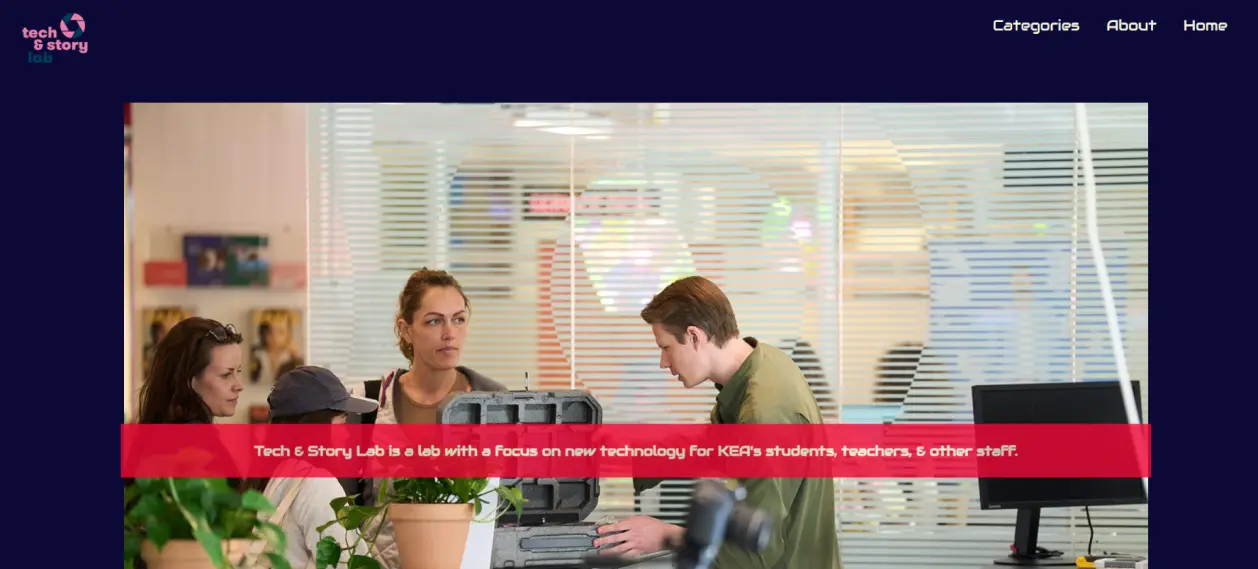 tech
& story
lab
Categories About Home
Tech & Story Lab is a lab with a focus on new technology for KEA's students, teachers, & other staff.